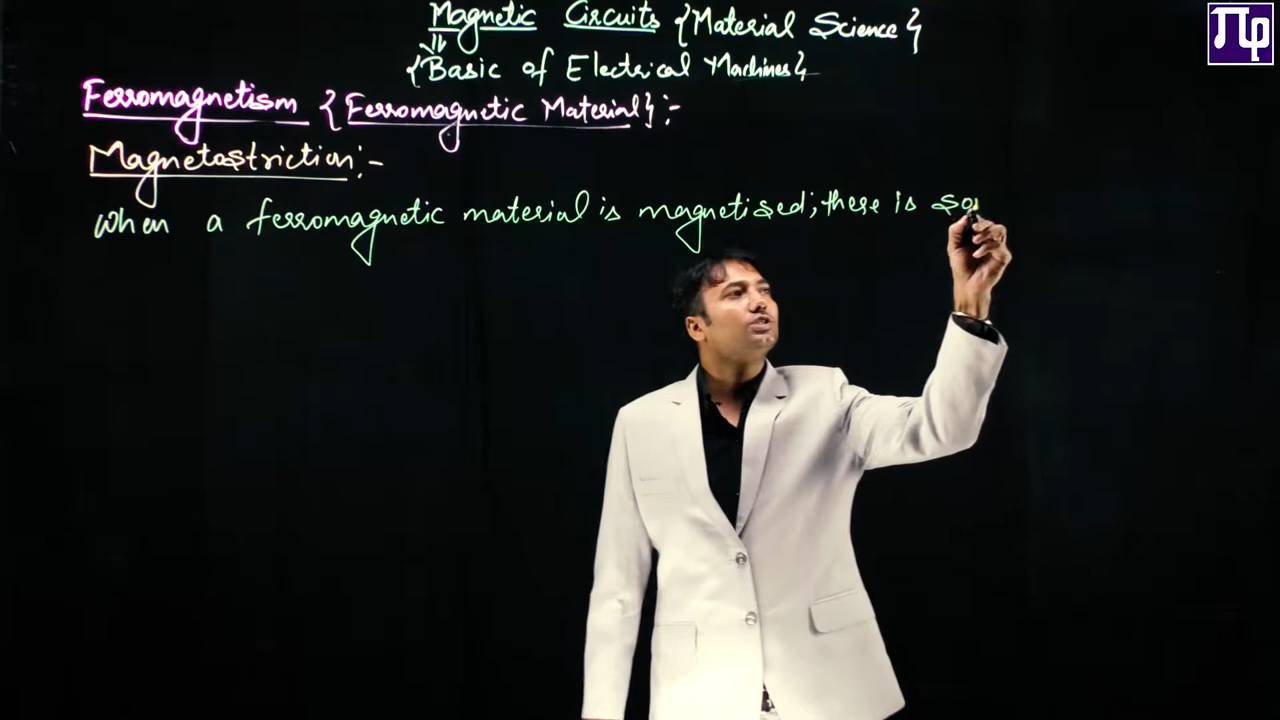 Magnetic Circuits {Material Science}
{Basic of Electrical Machines}
Ferromagnetism {Ferromagnetic Material}:-
Magnetostriction:-
When a ferromagnetic material is magnetised; there is so